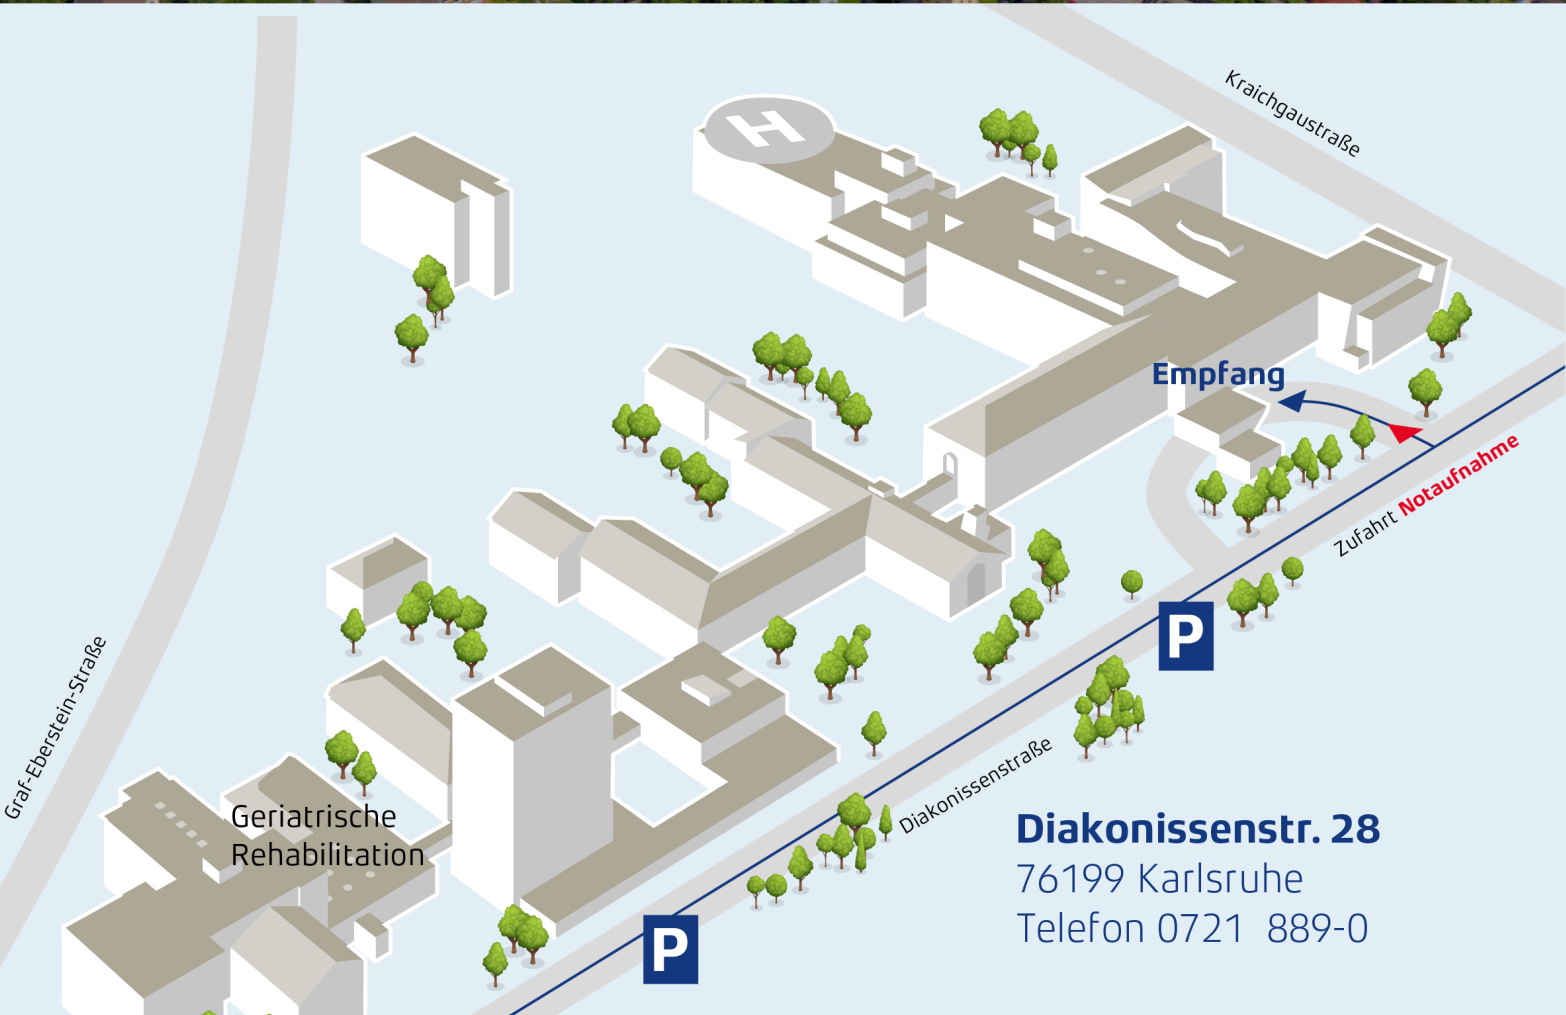 H
Kraichgaustraße
Empfang
Zufahrt Notaufnahme
P
Graf-Eberstein-Straße
Diakonissenstraße
Geriatrische
Rehabilitation
Diakonissenstr. 28
76199 Karlsruhe
Telefon 0721 889-0
P